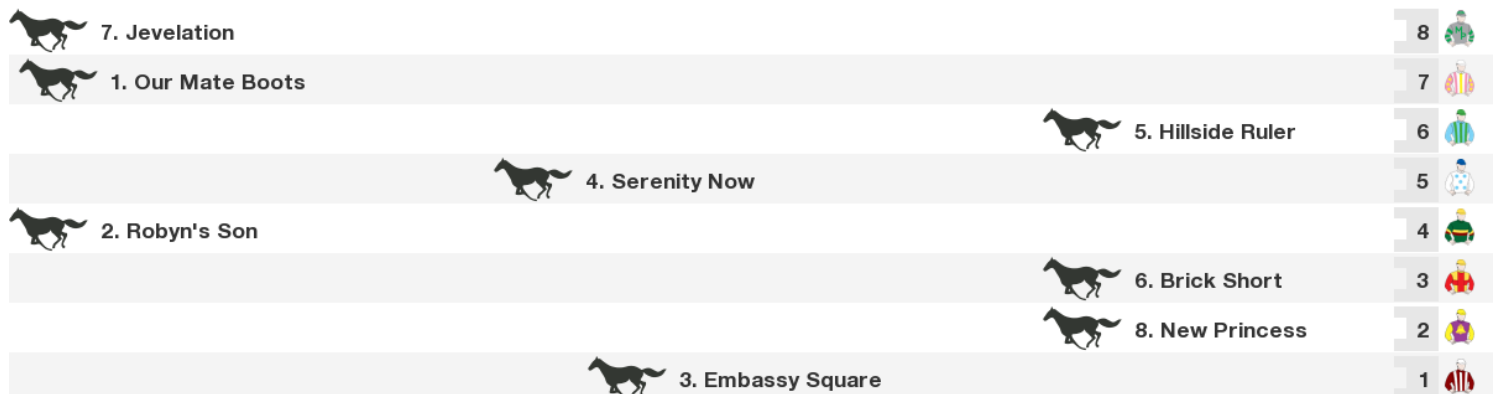 7. Jevelation 8
1. Our Mate Boots 7
5. Hillside Ruler 6
4. Serenity Now 5
2. Robyn's Son 4
6. Brick Short 3
8. New Princess 2
3. Embassy Square 1